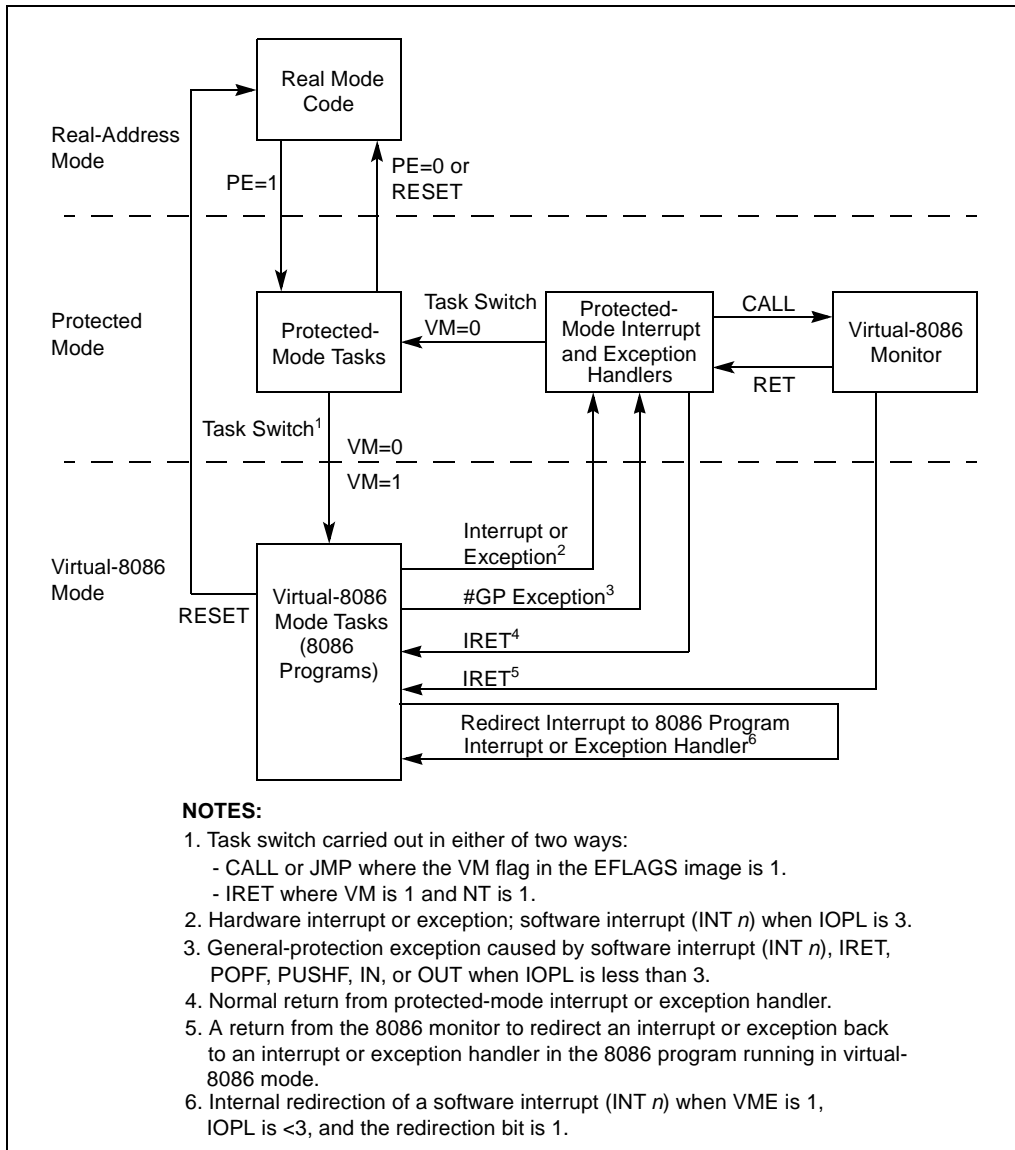 Real Mode
Code
Real-Address
Mode
PE=1
PE=0 or
RESET
Protected
Mode
Protected-
Mode Tasks
Task Switch
VM=0
Protected-
Mode Interrupt
and Exception
Handlers
CALL
RET
Virtual-8086
Monitor
Task Switch1
VM=0
VM=1
Virtual-8086
Mode
RESET
Virtual-8086
Mode Tasks
(8086
Programs)
Interrupt or
Exception2
#GP Exception3
IRET4
IRET5
Redirect Interrupt to 8086 Program
Interrupt or Exception Handler6
NOTES:
1. Task switch carried out in either of two ways:
- CALL or JMP where the VM flag in the EFLAGS image is 1.
- IRET where VM is 1 and NT is 1.
2. Hardware interrupt or exception; software interrupt (INT n) when IOPL is 3.
3. General-protection exception caused by software interrupt (INT n), IRET,
POPF, PUSHF, IN, or OUT when IOPL is less than 3.
4. Normal return from protected-mode interrupt or exception handler.
5. A return from the 8086 monitor to redirect an interrupt or exception back
to an interrupt or exception handler in the 8086 program running in virtual-
8086 mode.
6. Internal redirection of a software interrupt (INT n) when VME is 1,
IOPL is <3, and the redirection bit is 1.